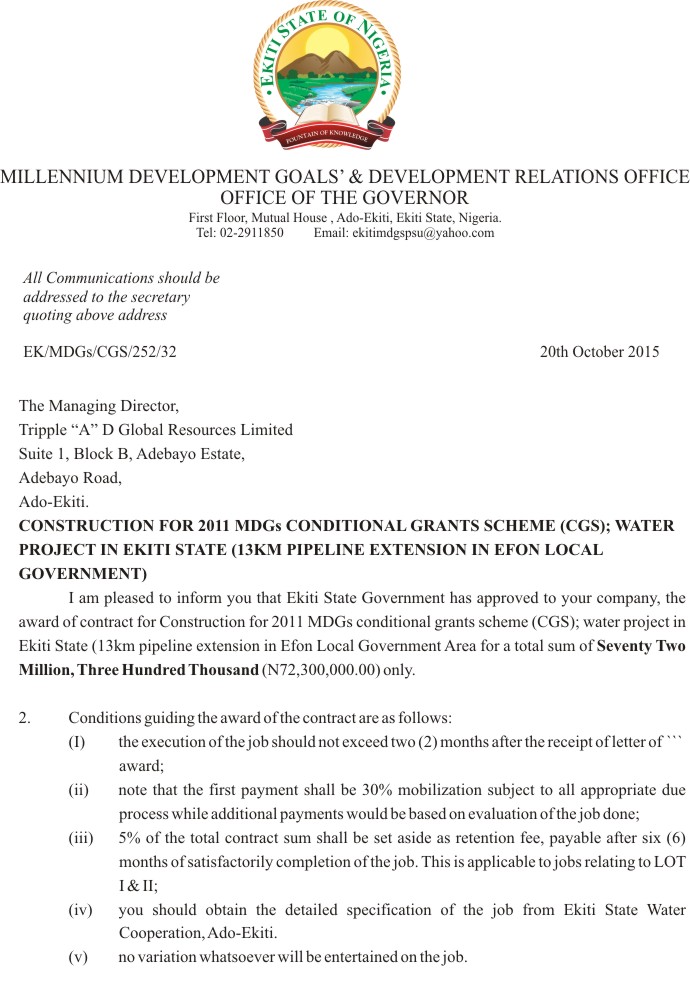 EKITI STATE OF NIGERIA
FOUNTAIN OF KNOWLEDGE
MILLENNIUM DEVELOPMENT GOALS’ & DEVELOPMENT RELATIONS OFFICE
OFFICE OF THE GOVERNOR
First Floor, Mutual House , Ado-Ekiti, Ekiti State, Nigeria.
Tel: 02-2911850 Email: ekitimdgspsu@yahoo.com
All Communications should be
addressed to the secretary
quoting above address
EK/MDGs/CGS/252/32 20th October 2015
The Managing Director,
Tripple “A” D Global Resources Limited
Suite 1, Block B, Adebayo Estate,
Adebayo Road,
Ado-Ekiti.
CONSTRUCTION FOR 2011 MDGs CONDITIONAL GRANTS SCHEME (CGS); WATER
PROJECT IN EKITI STATE (13KM PIPELINE EXTENSION IN EFON LOCAL
GOVERNMENT)
I am pleased to inform you that Ekiti State Government has approved to your company, the
award of contract for Construction for 2011 MDGs conditional grants scheme (CGS); water project in
Ekiti State (13km pipeline extension in Efon Local Government Area for a total sum of Seventy Two
Million, Three Hundred Thousand (N72,300,000.00) only.
2. Conditions guiding the award of the contract are as follows:
(I) the execution of the job should not exceed two (2) months after the receipt of letter of ```
award;
(ii) note that the first payment shall be 30% mobilization subject to all appropriate due
process while additional payments would be based on evaluation of the job done;
(iii) 5% of the total contract sum shall be set aside as retention fee, payable after six (6)
months of satisfactorily completion of the job. This is applicable to jobs relating to LOT
I & II;
(iv) you should obtain the detailed specification of the job from Ekiti State Water
Cooperation, Ado-Ekiti.
(v) no variation whatsoever will be entertained on the job.